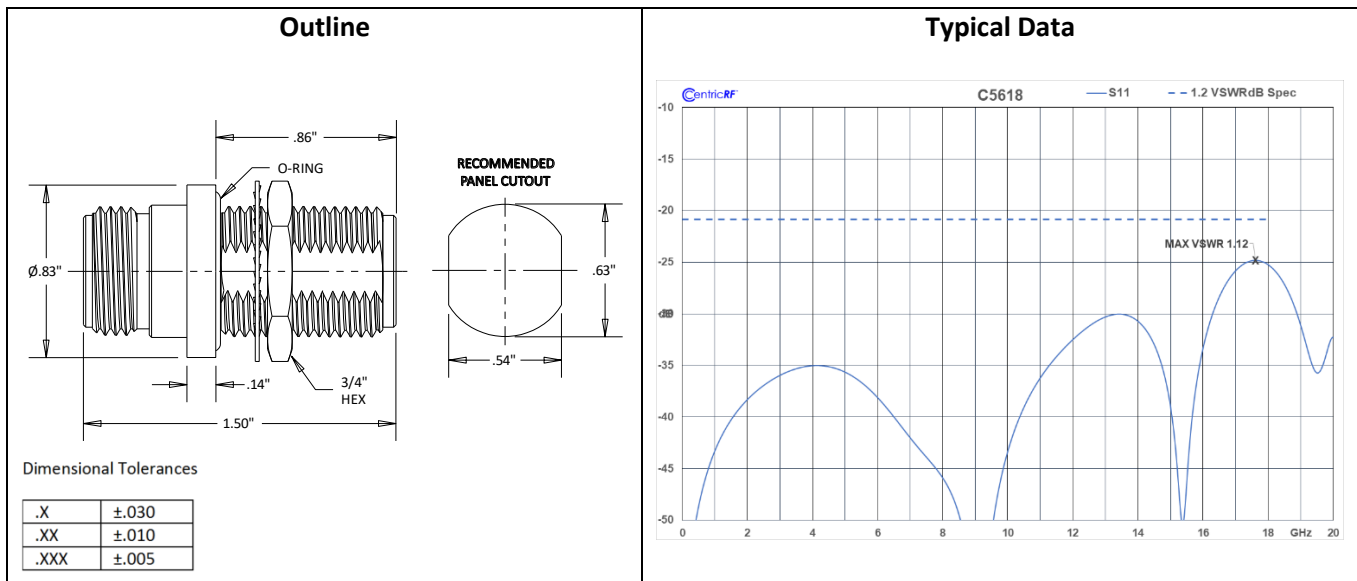 Outline
.86"
O-RING
RECOMMENDED
PANEL CUTOUT
Ø.83"
.63"
.54"
.14"
3/4"
HEX
1.50"
Dimensional Tolerances
.X ±.030
.XX ±.010
.XXX ±.005
Typical Data
CentricRF™ C5618 S11 1.2 VSWRdB Spec
-10
-15
-20
-25
MAX VSWR 1.12
X
dB
-35
-40
-45
-50
0 2 4 6 8 10 12 14 16 18 GHz 20